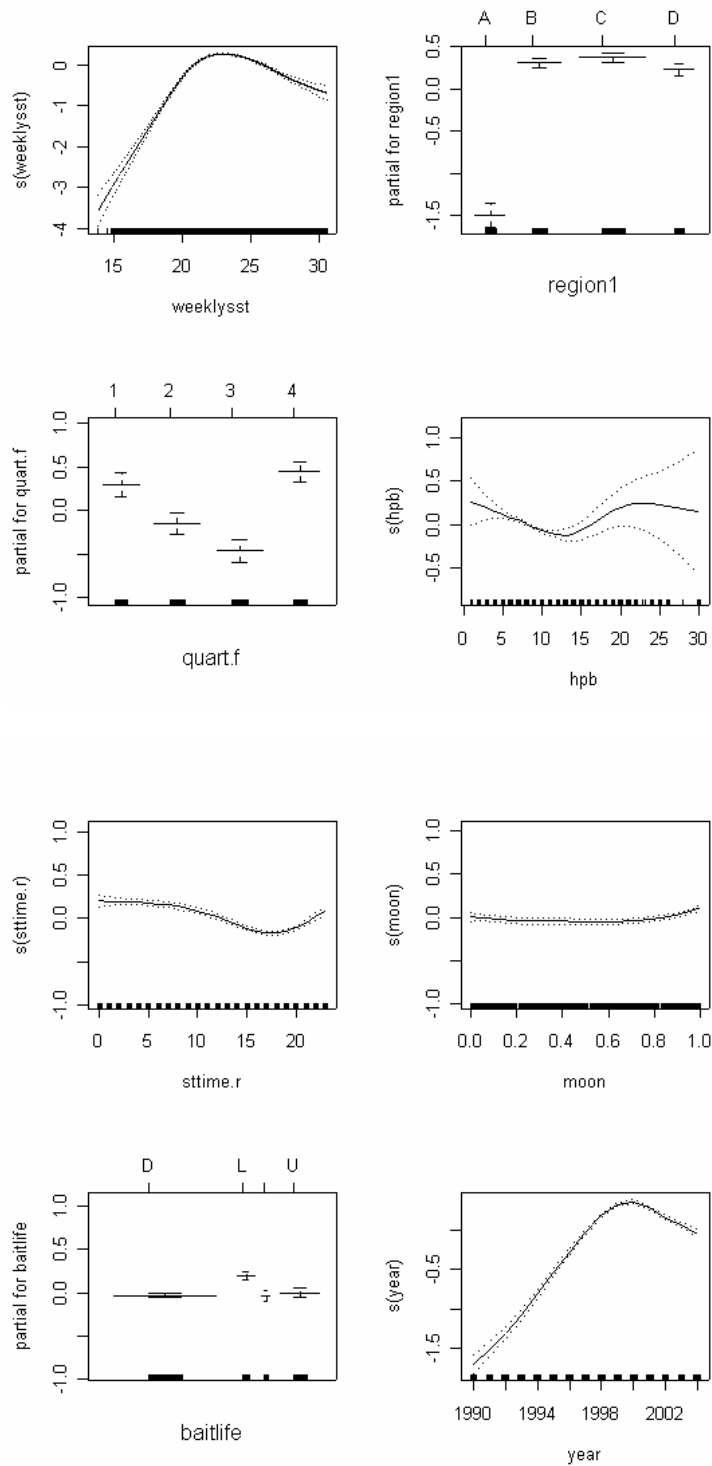 s(weeklysst)
0
-1
-2
-3
-4
15 20 25 30
weeklysst
A B C D
partial for region1
0.5
0.0
-0.5
-1.5
region1
1 2 3 4
partial for quart.f
1.0
0.5
0.0
-1.0
quart.f
s(hpb)
1.0
0.5
0.0
-0.5
0 5 10 15 20 25 30
hpb
s(sttime.r)
1.0
0.5
0.0
-1.0
0 5 10 15 20
sttime.r
s(moon)
1.0
0.5
0.0
-1.0
0.0 0.2 0.4 0.6 0.8 1.0
moon
D L U
partial for baitlife
1.0
0.5
0.0
-1.0
baitlife
s(year)
-0.5
-1.5
1990 1994 1998 2002
year